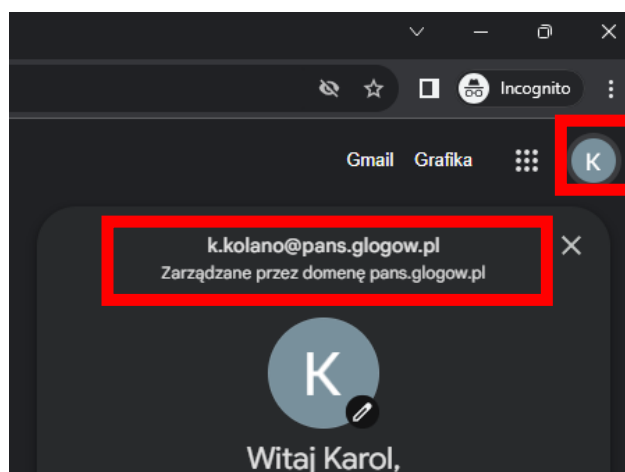 Incognito
Gmail Grafika K
k.kolano@pans.glogow.pl
Zarządzane przez domenę pans.glogow.pl
K
Witaj Karol,